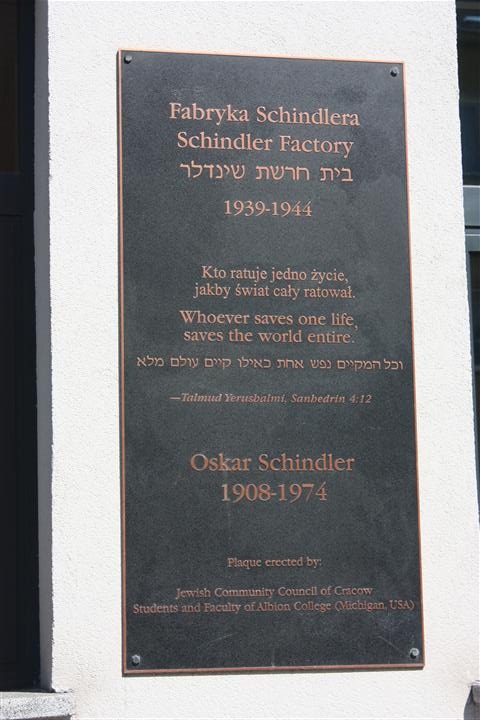 Fabryka Schindlera
Schindler Factory
בית חרשת שינדלר
1939-1944
Kto ratuje jedno życie,
jakby świat cały ratował.
Whoever saves one life,
saves the world entire.
וכל המקיים נפש אחת כאילו קיים עולם מלא
—Talmud Yerushalmi, Sanhedrin 4:12
Oskar Schindler
1908-1974
Plaque erected by:
Jewish Community Council of Cracow
Students and Faculty of Albion College (Michigan, USA)